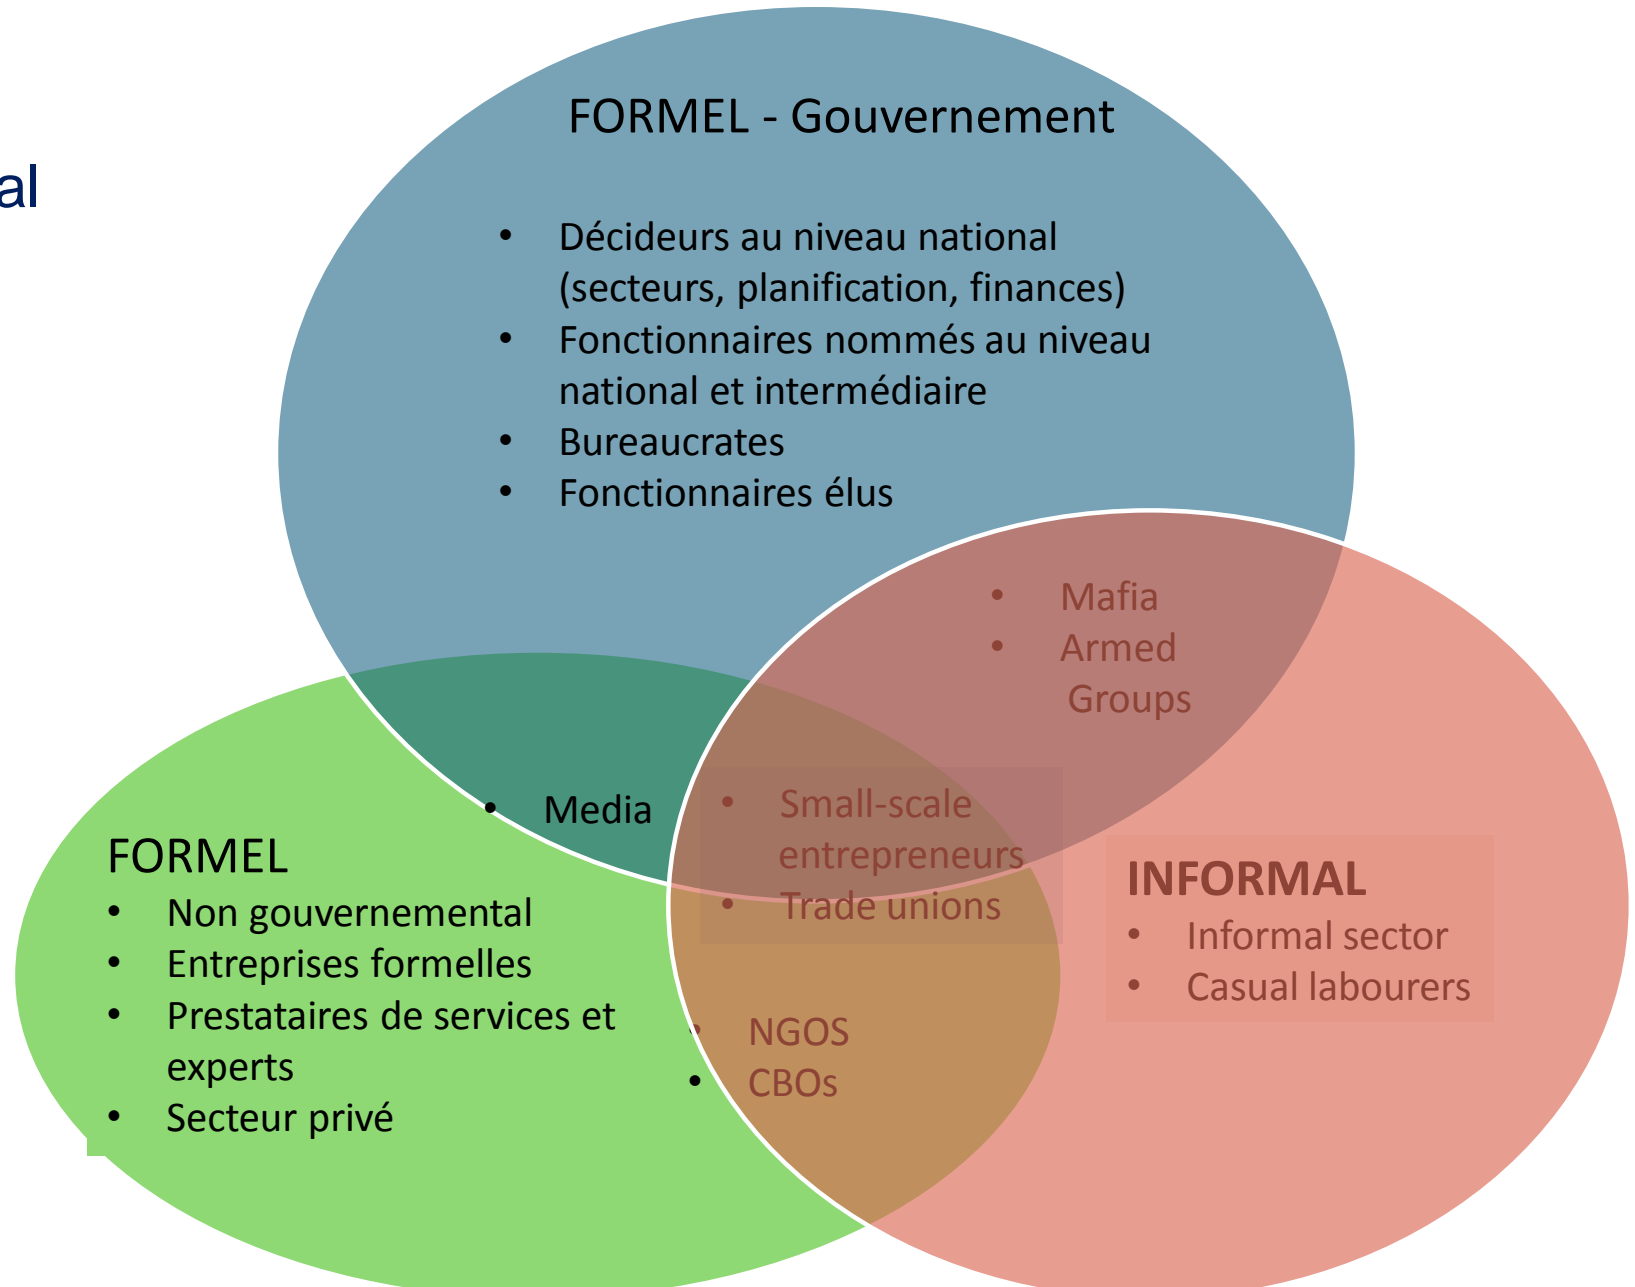 al
FORMEL - Gouvernement
• Décideurs au niveau national
(secteurs, planification, finances)
• Fonctionnaires nommés au niveau
national et intermédiaire
• Bureaucrates
• Fonctionnaires élus
• Mafia
• Armed
Groups
• Media
• Small-scale
entrepreneurs
• Trade unions
FORMEL
• Non gouvernemental
• Entreprises formelles
• Prestataires de services et
experts
• Secteur privé
• NGOS
• CBOs
INFORMAL
• Informal sector
• Casual labourers